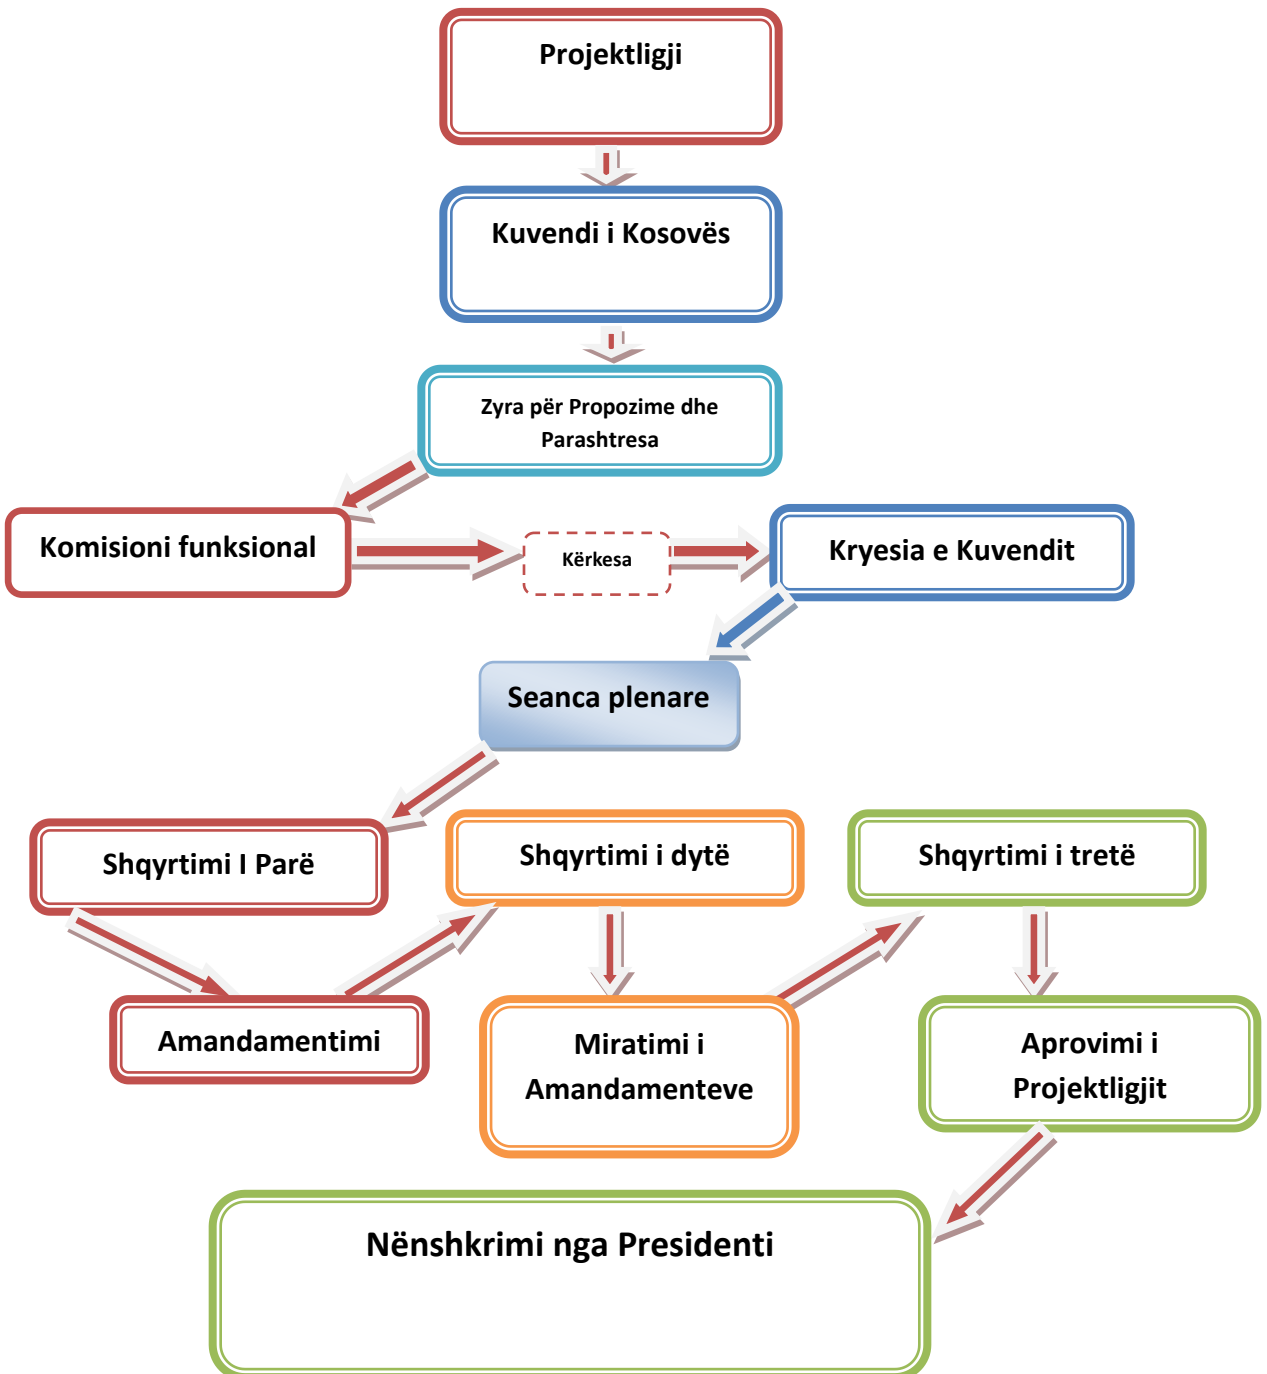 Projektligji
Kuvendi i Kosovës
Zyra për Propozime dhe
Parashtresa
Komisioni funksional
Kërkesa
Kryesia e Kuvendit
Seanca plenare
Shqyrtimi I Parë
Shqyrtimi i dytë
Shqyrtimi i tretë
Amandamentimi
Miratimi i
Amandamenteve
Aprovimi i
Projektligjit
Nënshkrimi nga Presidenti